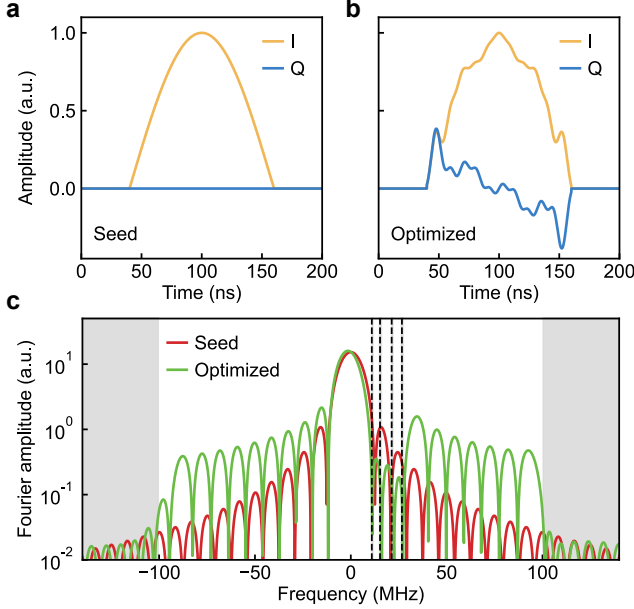 a
b
Amplitude (a.u.)
1.0
0.5
0.0
I
Q
Seed
0 50 100 150 200
Time (ns)
I
Q
Optimized
0 50 100 150 200
Time (ns)
c
Fourier amplitude (a.u.)
10^1
10^0
10^-1
10^-2
Seed
Optimized
−100 −50 0 50 100
Frequency (MHz)